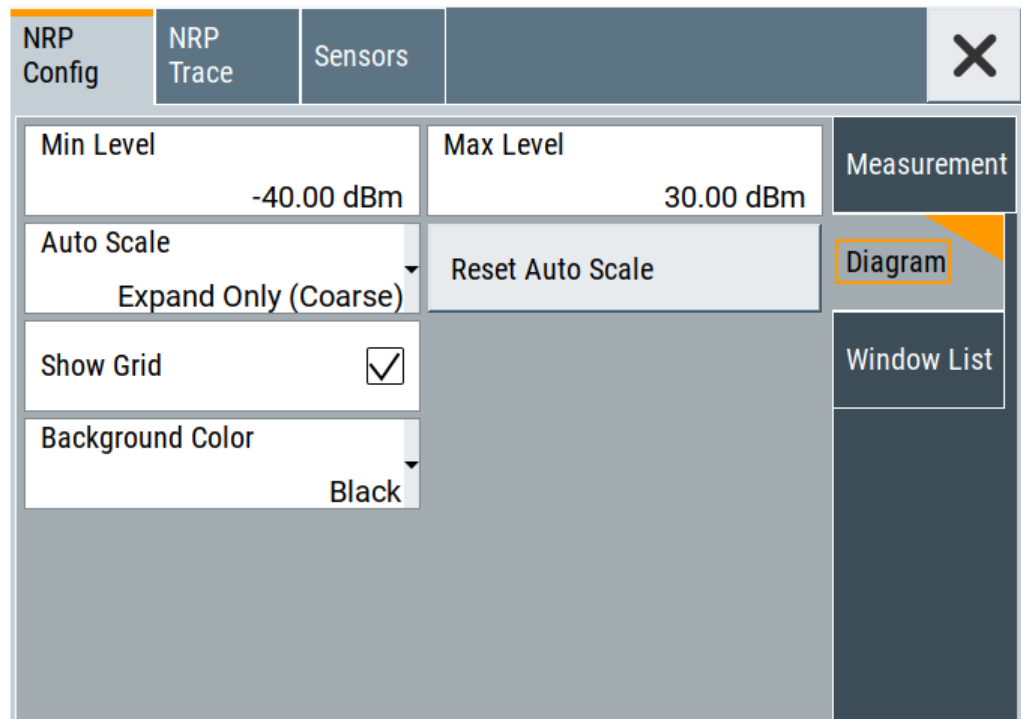 NRP
Config
NRP
Trace
Sensors
Min Level
-40.00 dBm
Max Level
30.00 dBm
Measurement
Auto Scale
Expand Only (Coarse)
Reset Auto Scale
Diagram
Show Grid
Window List
Background Color
Black